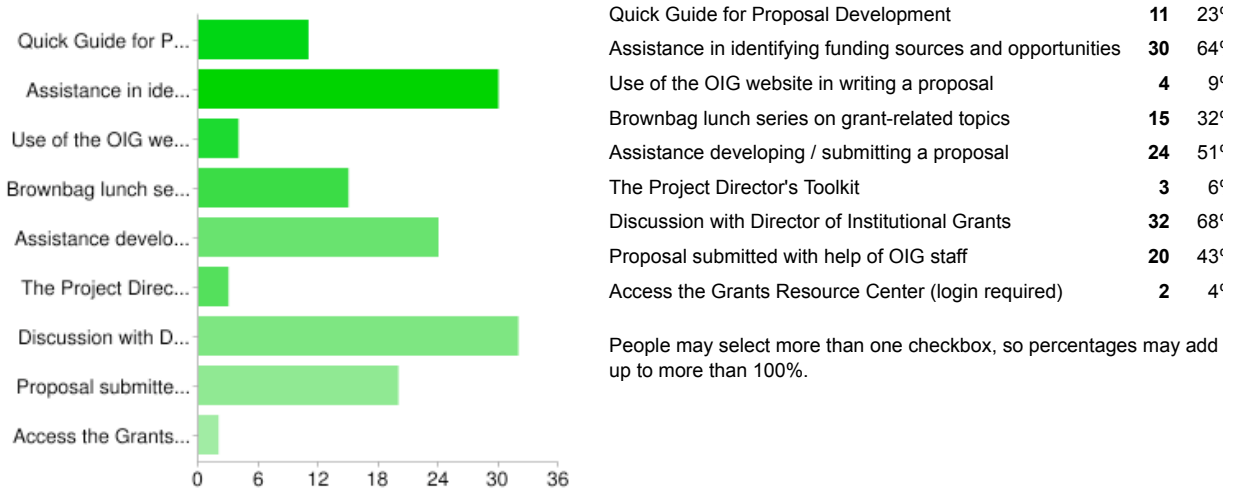 Quick Guide for P...
Assistance in ide...
Use of the OIG we...
Brownbag lunch se...
Assistance develo...
The Project Direc...
Discussion with D...
Proposal submitte...
Access the Grants...
0 6 12 18 24 30 36
Quick Guide for Proposal Development 11 23
Assistance in identifying funding sources and opportunities 30 64
Use of the OIG website in writing a proposal 4 9
Brownbag lunch series on grant-related topics 15 32
Assistance developing / submitting a proposal 24 51
The Project Director's Toolkit 3 6
Discussion with Director of Institutional Grants 32 68
Proposal submitted with help of OIG staff 20 43
Access the Grants Resource Center (login required) 2 4
People may select more than one checkbox, so percentages may add
up to more than 100%.